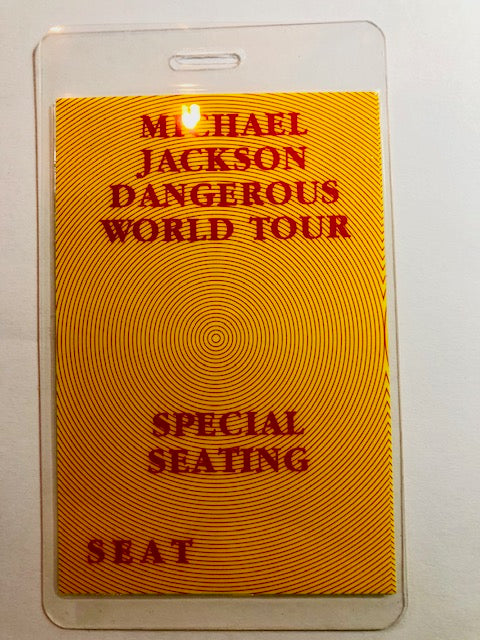 MICHAEL
JACKSON
DANGEROUS
WORLD TOUR
SPECIAL
SEATING
SEAT